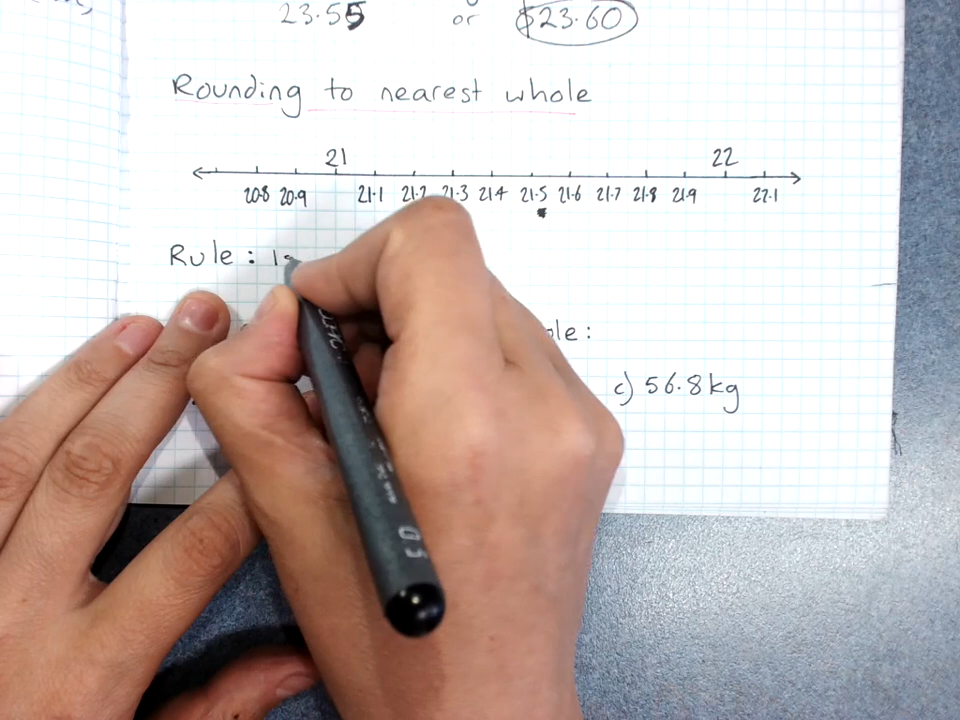 23.55 or $23.60
Rounding to nearest whole
21 22
20.8 20.9 21.1 21.2 21.3 21.4 21.5 21.6 21.7 21.8 21.9 22.1
Rule:
c) 56.8kg
05